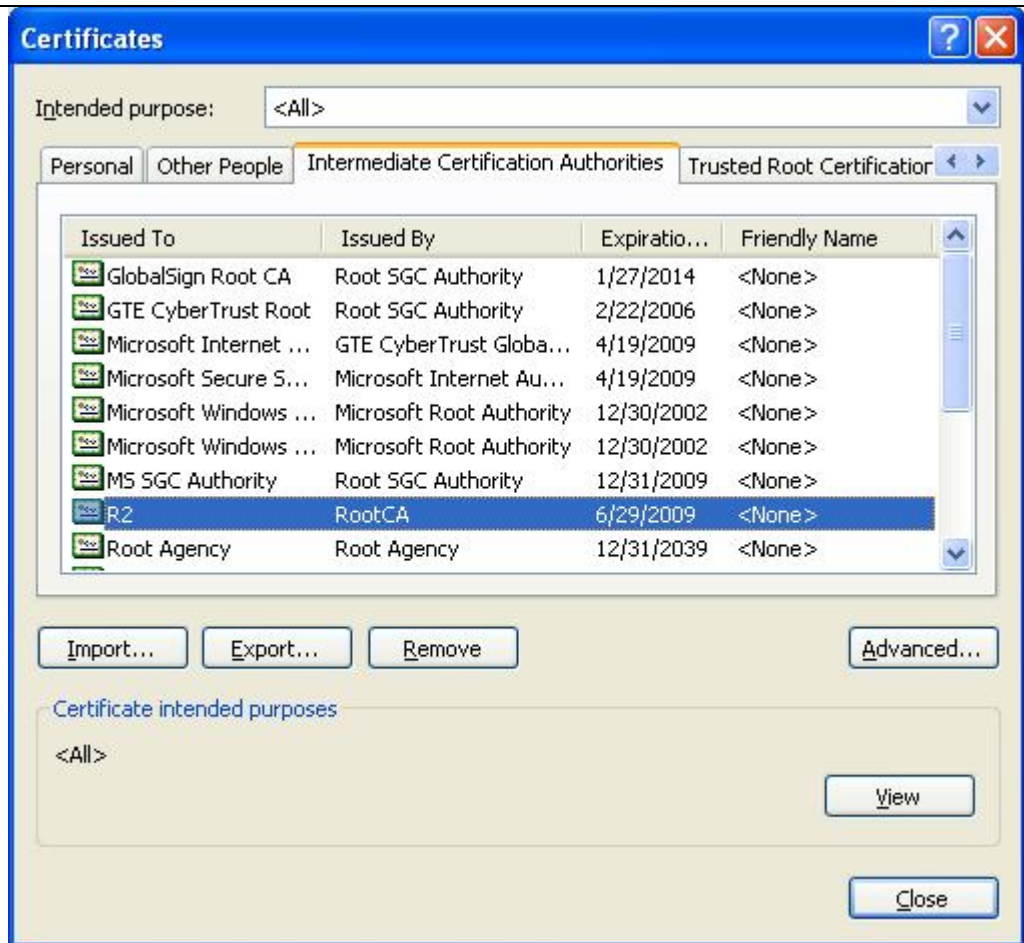 Certificates
Intended purpose: <All>
Personal Other People Intermediate Certification Authorities Trusted Root Certification
Issued To Issued By Expiratio... Friendly Name
GlobalSign Root CA Root SGC Authority 1/27/2014 <None>
GTE CyberTrust Root Root SGC Authority 2/22/2006 <None>
Microsoft Internet ... GTE CyberTrust Globa... 4/19/2009 <None>
Microsoft Secure S... Microsoft Internet Au... 4/19/2009 <None>
Microsoft Windows ... Microsoft Root Authority 12/30/2002 <None>
Microsoft Windows ... Microsoft Root Authority 12/30/2002 <None>
MS SGC Authority Root SGC Authority 12/31/2009 <None>
R2 RootCA 6/29/2009 <None>
Root Agency Root Agency 12/31/2039 <None>
Import... Export... Remove Advanced...
Certificate intended purposes
<All>
View
Close